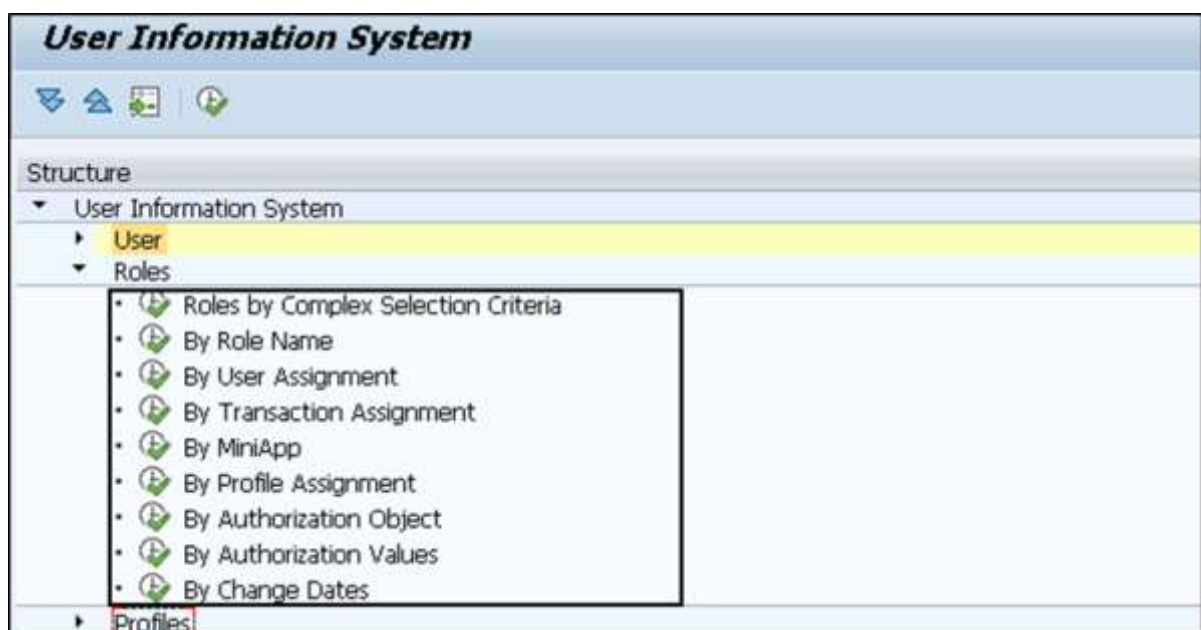 User Information System
Structure
User Information System
User
Roles
Roles by Complex Selection Criteria
By Role Name
By User Assignment
By Transaction Assignment
By MiniApp
By Profile Assignment
By Authorization Object
By Authorization Values
By Change Dates
Profiles